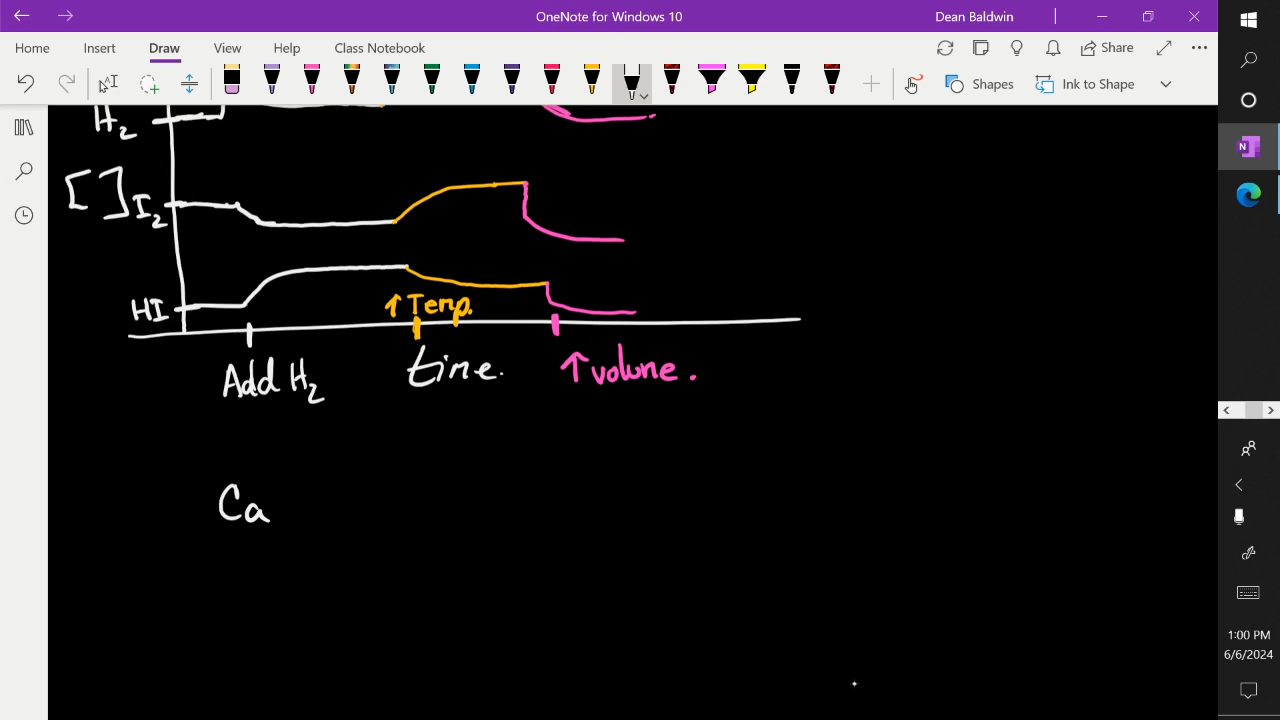 OneNote for Windows 10
Dean Baldwin
Home Insert Draw View Help Class Notebook
Share
Shapes Ink to Shape
H₂
[ ] I₂
HI
↑ Temp.
Add H₂ time. ↑ volume.
Ca
1:00 PM
6/6/2024